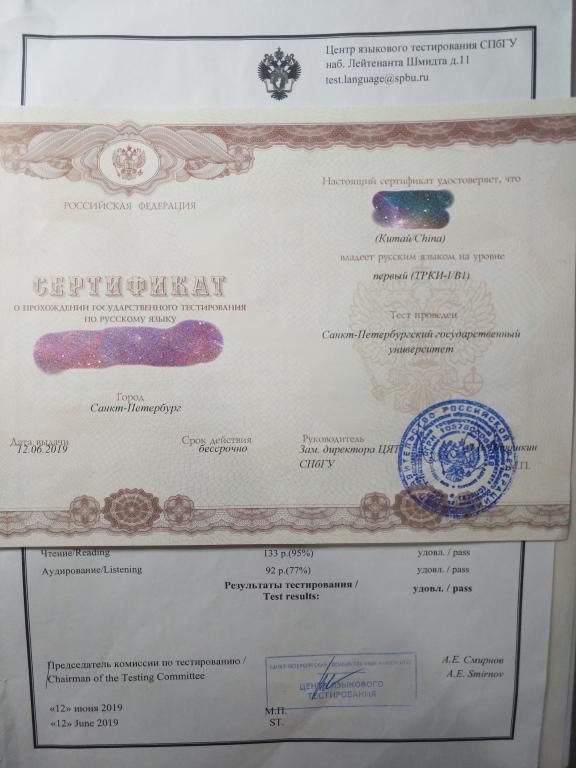 Центр языкового тестирования СПбГУ
наб. Лейтенанта Шмидта д.11
test.language@spbu.ru
РОССИЙСКАЯ ФЕДЕРАЦИЯ
СЕРТИФИКАТ
О ПРОХОЖДЕНИИ ГОСУДАРСТВЕННОГО ТЕСТИРОВАНИЯ
ПО РУССКОМУ ЯЗЫКУ
Город
Санкт-Петербург
Дата выдачи
12.06.2019
Срок действия
бессрочно
Настоящий сертификат удостоверяет, что
(Китай/China)
владеет русским языком на уровне
первый (ТРКИ-I/B1)
Тест проведен
Санкт-Петербургский государственный
университет
Руководитель
Зам. директора ЦЯТ
СПбГУ
М.П.
Чтение/Reading 133 р.(95%) удовл. / pass
Аудирование/Listening 92 р.(77%) удовл. / pass
Результаты тестирования / удовл. / pass
Test results:
Председатель комиссии по тестированию / А.Е. Смирнов
Chairman of the Testing Committee A.E. Smirnov
ЦЕНТР ЯЗЫКОВОГО
ТЕСТИРОВАНИЯ
«12» июня 2019 М.П.
«12» June 2019 ST.